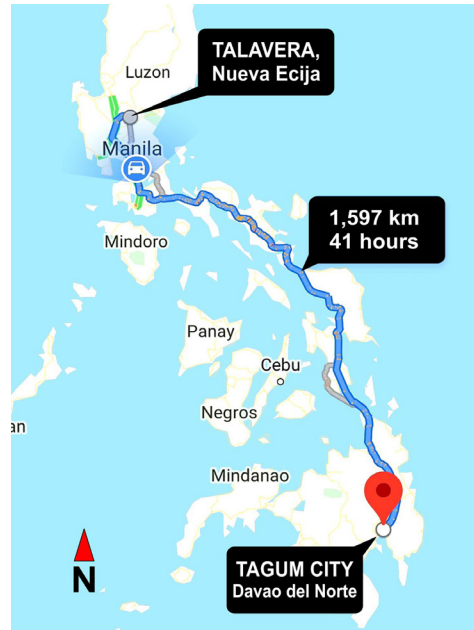 TALAVERA,
Nueva Ecija
Luzon
Manila
1,597 km
41 hours
Mindoro
Panay
Cebu
Negros
an
Mindanao
N
TAGUM CITY
Davao del Norte